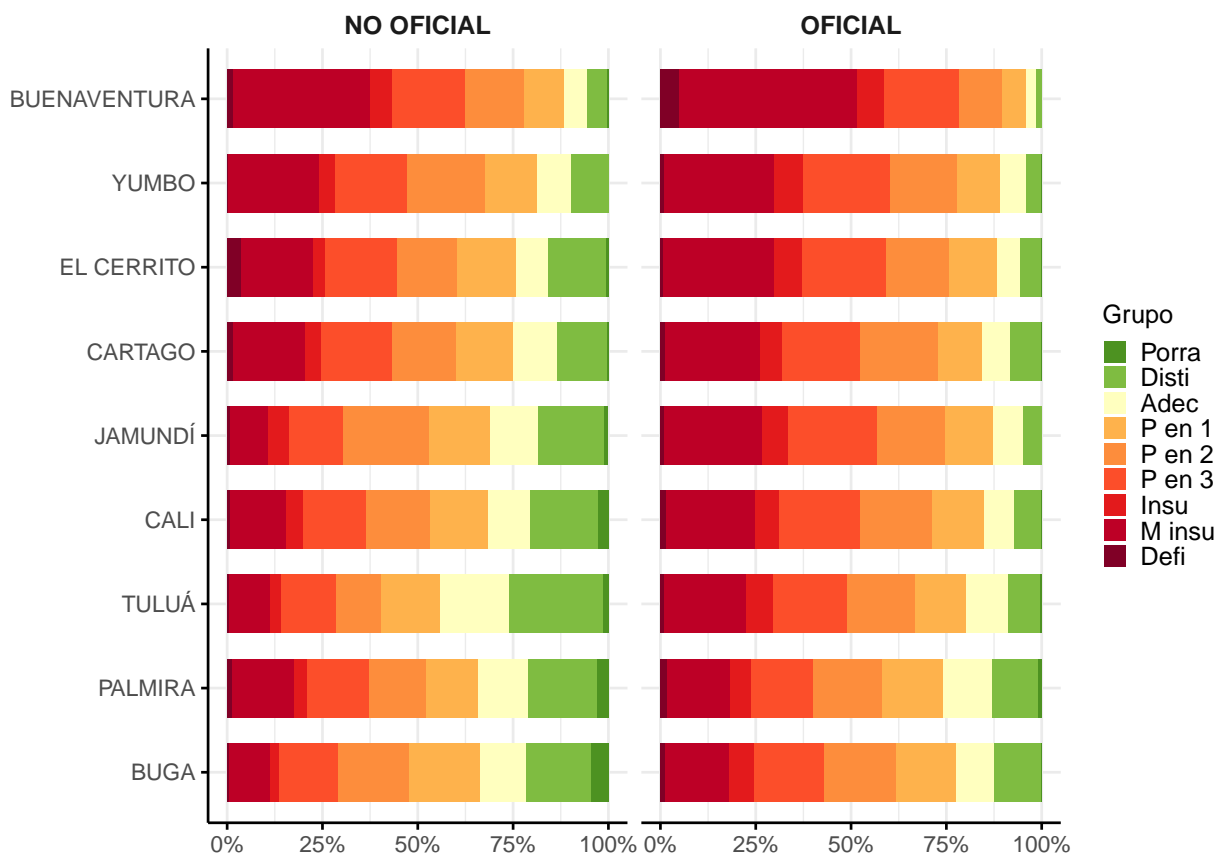 NO OFICIAL
OFICIAL
BUENAVENTURA
YUMBO
EL CERRITO
CARTAGO
JAMUNDÍ
CALI
TULUÁ
PALMIRA
BUGA
0% 25% 50% 75% 100%
0% 25% 50% 75% 100%
Grupo
Porra
Disti
Adec
P en 1
P en 2
P en 3
Insu
M insu
Defi